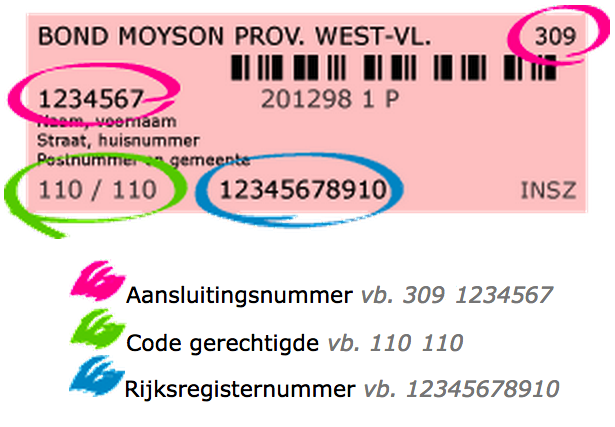 BOND MOYSON PROV. WEST-VL. 309
1234567 201298 1 P
Naam, voornaam
Straat, huisnummer
Postnummer en gemeente
110 / 110 12345678910 INSZ
Aansluitingsnummer vb. 309 1234567
Code gerechtigde vb. 110 110
Rijksregisternummer vb. 12345678910